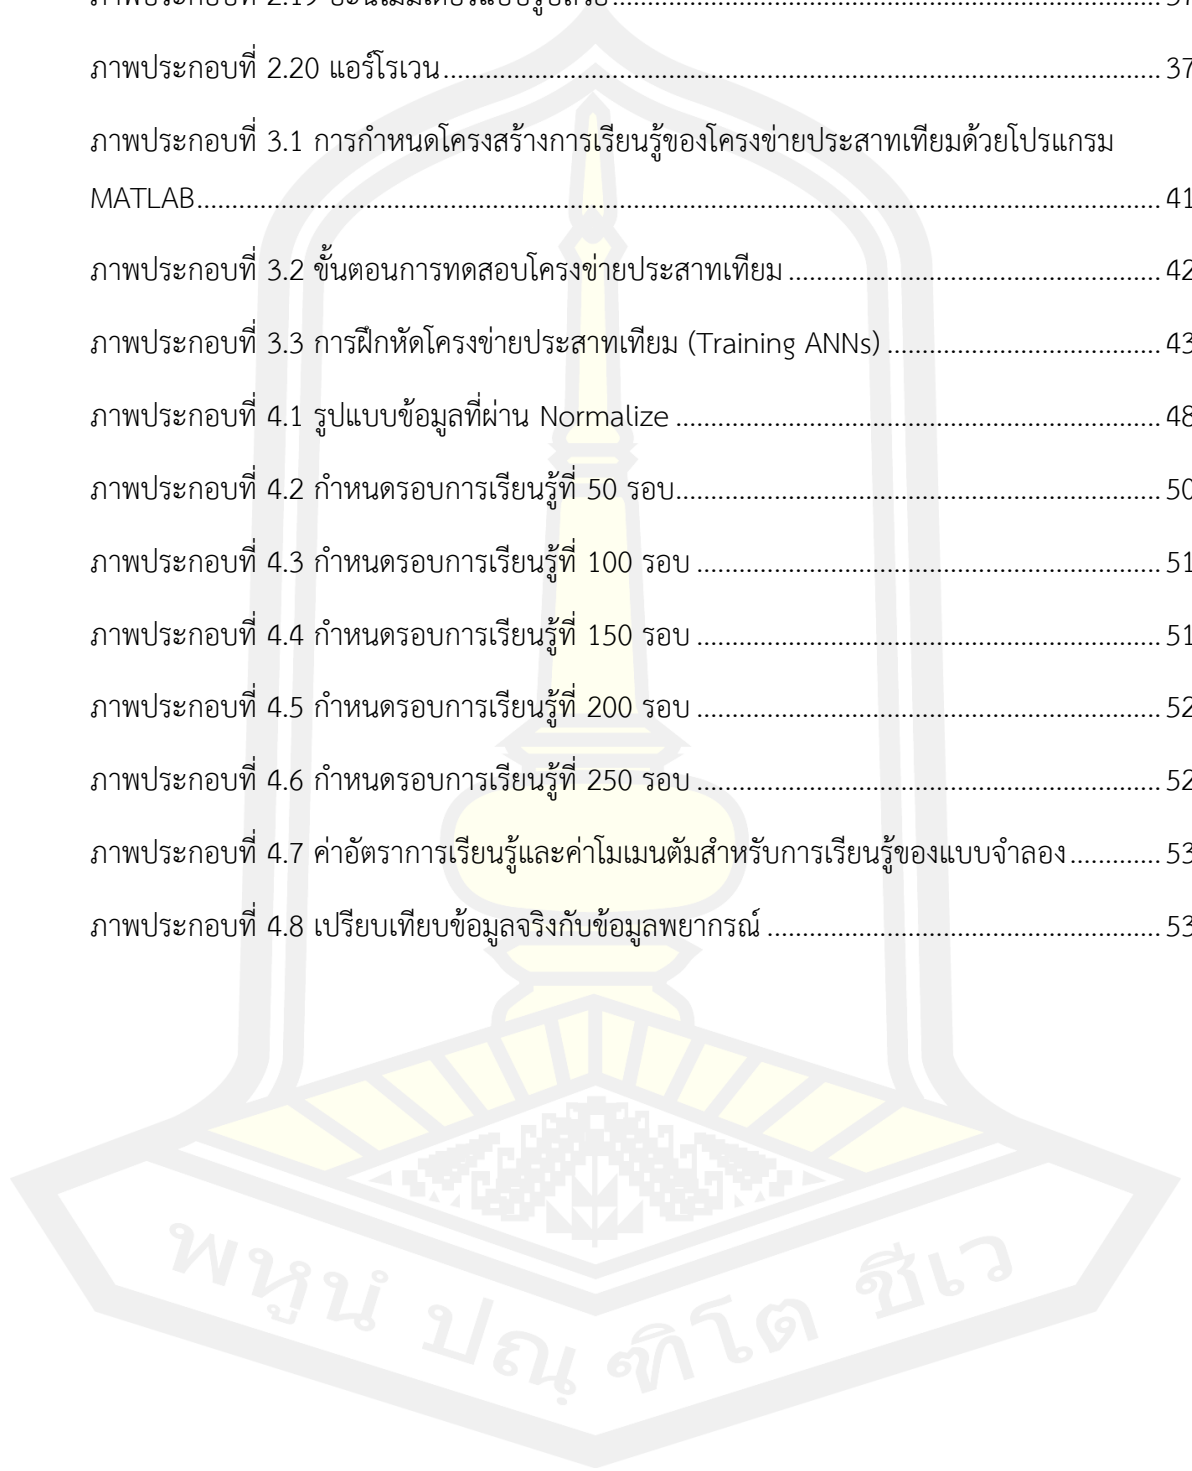 ภาพประกอบที่ 2.20 แอร์โรเวน 37
ภาพประกอบที่ 3.1 การกำหนดโครงสร้างการเรียนรู้ของโครงข่ายประสาทเทียมด้วยโปรแกรม
MATLAB 41
ภาพประกอบที่ 3.2 ขั้นตอนการทดสอบโครงข่ายประสาทเทียม 42
ภาพประกอบที่ 3.3 การฝึกหัดโครงข่ายประสาทเทียม (Training ANNs) 43
ภาพประกอบที่ 4.1 รูปแบบข้อมูลที่ผ่าน Normalize 48
ภาพประกอบที่ 4.2 กำหนดรอบการเรียนรู้ที่ 50 รอบ 50
ภาพประกอบที่ 4.3 กำหนดรอบการเรียนรู้ที่ 100 รอบ 51
ภาพประกอบที่ 4.4 กำหนดรอบการเรียนรู้ที่ 150 รอบ 51
ภาพประกอบที่ 4.5 กำหนดรอบการเรียนรู้ที่ 200 รอบ 52
ภาพประกอบที่ 4.6 กำหนดรอบการเรียนรู้ที่ 250 รอบ 52
ภาพประกอบที่ 4.7 ค่าอัตราการเรียนรู้และค่าโมเมนตัมสำหรับการเรียนรู้ของแบบจำลอง 53
ภาพประกอบที่ 4.8 เปรียบเทียบข้อมูลจริงกับข้อมูลพยากรณ์ 53
พหูนํ ปณฺฑิโต ชีเว